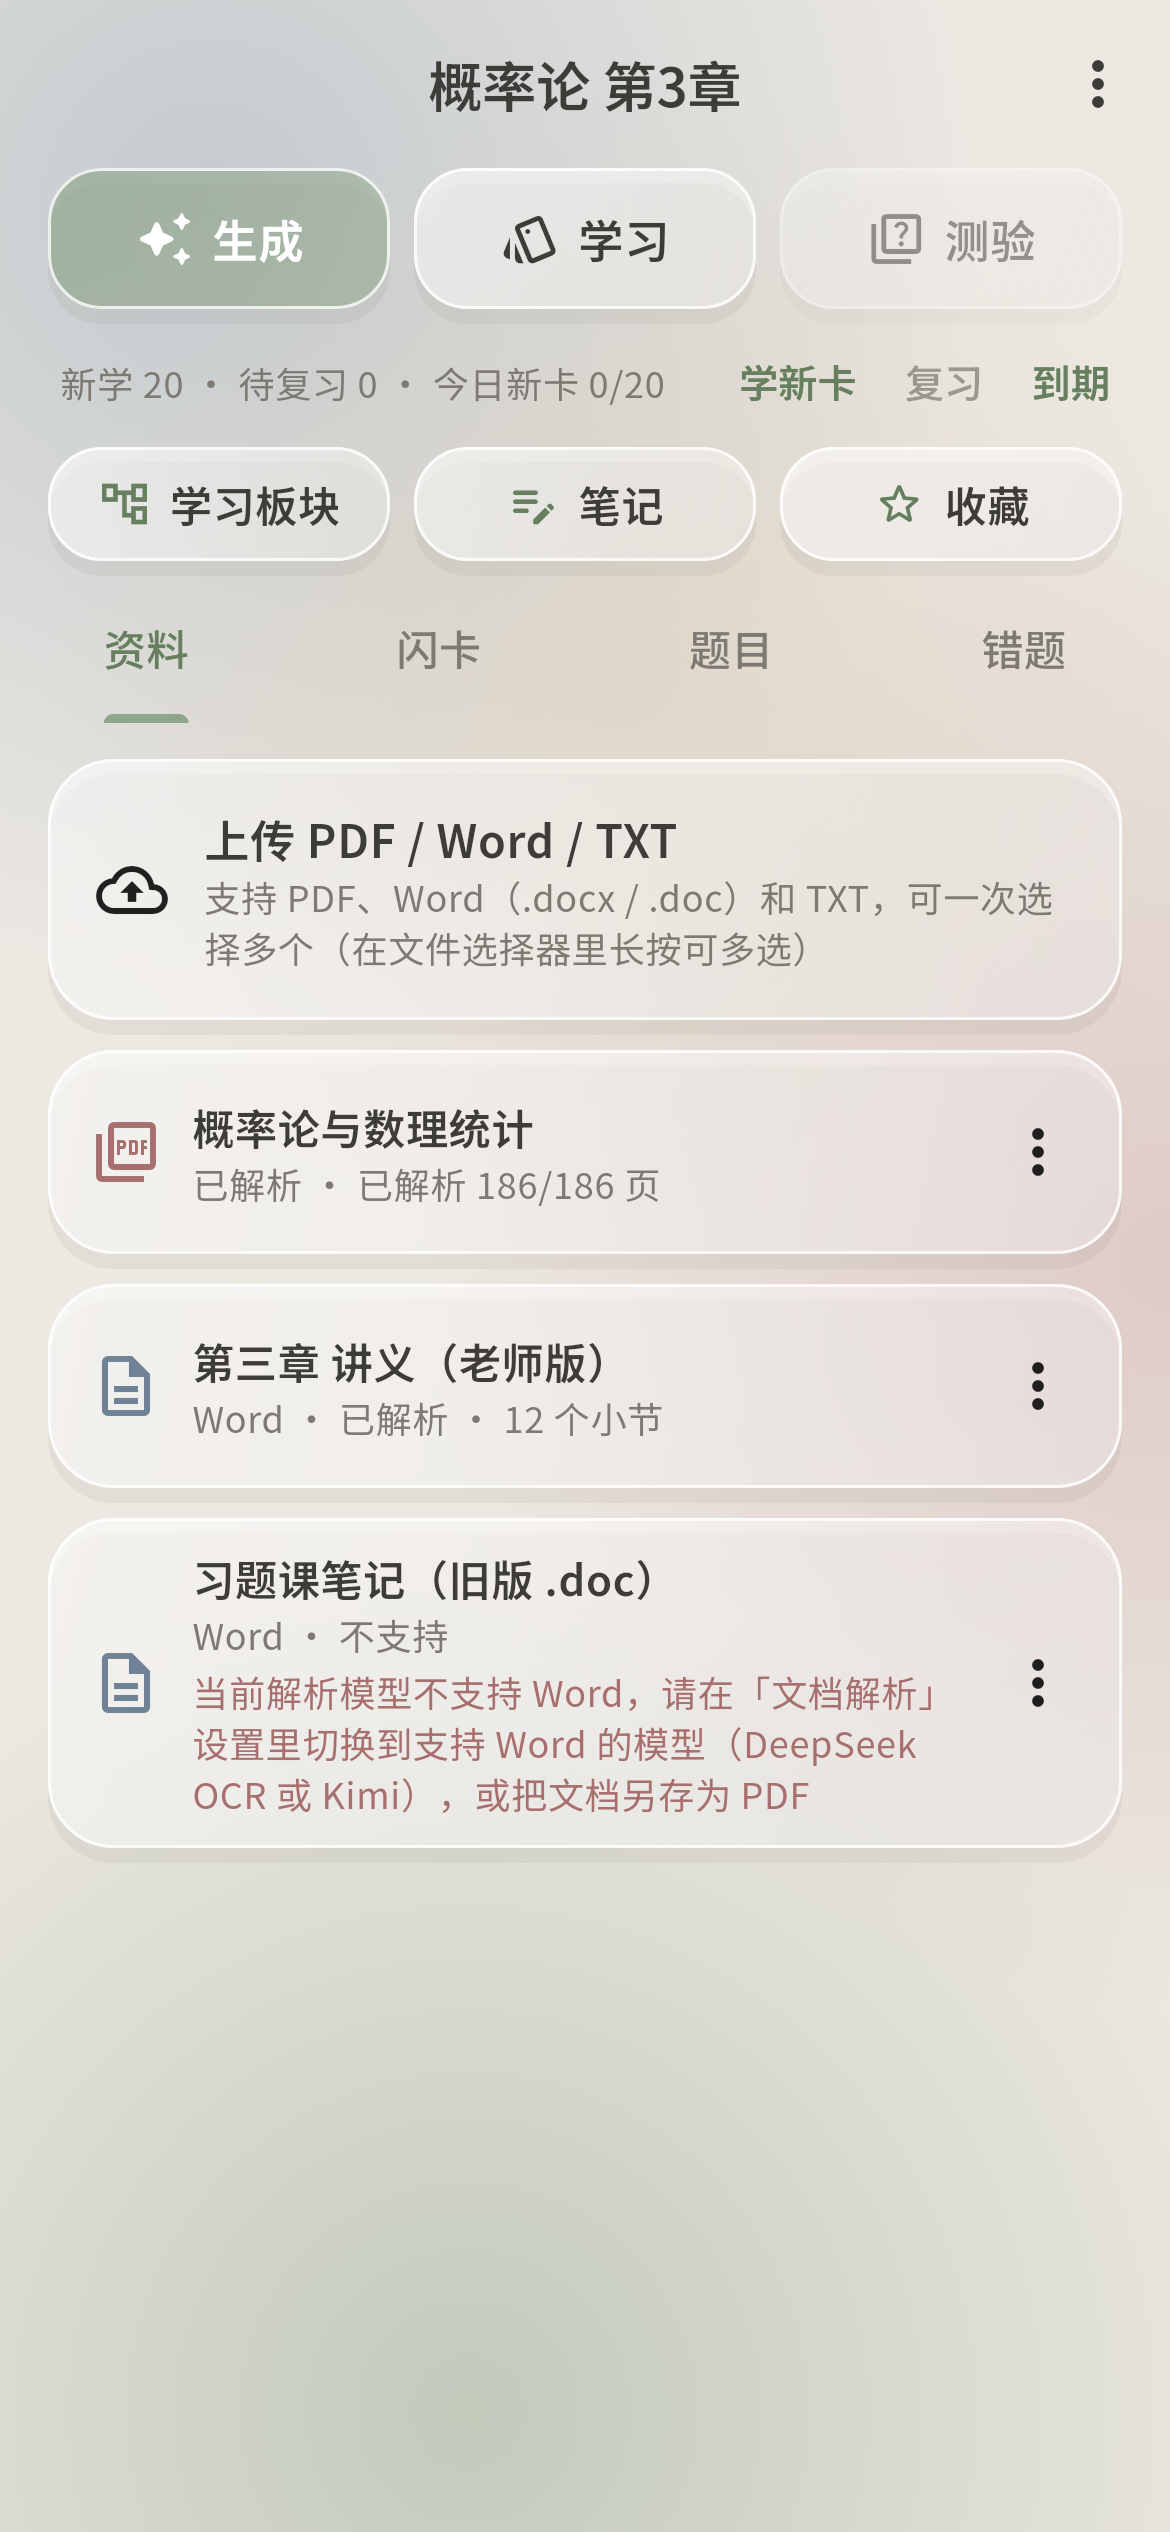 概率论 第3章
生成
学习
测验
新学 20 · 待复习 0 · 今日新卡 0/20
学新卡
复习
到期
学习板块
笔记
收藏
资料
闪卡
题目
错题
上传 PDF / Word / TXT
支持 PDF、Word（.docx / .doc）和 TXT，可一次选
择多个（在文件选择器里长按可多选）
PDF
概率论与数理统计
已解析 · 已解析 186/186 页
第三章 讲义（老师版）
Word · 已解析 · 12 个小节
习题课笔记（旧版 .doc）
Word · 不支持
当前解析模型不支持 Word，请在「文档解析」
设置里切换到支持 Word 的模型（DeepSeek
OCR 或 Kimi），或把文档另存为 PDF